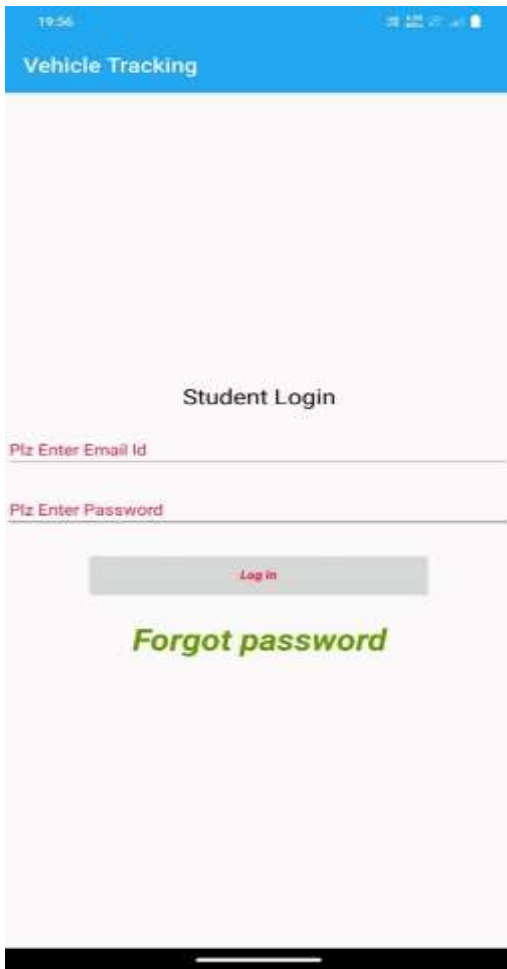 19:56
Vehicle Tracking
Student Login
Plz Enter Email Id
Plz Enter Password
Log in
Forgot password